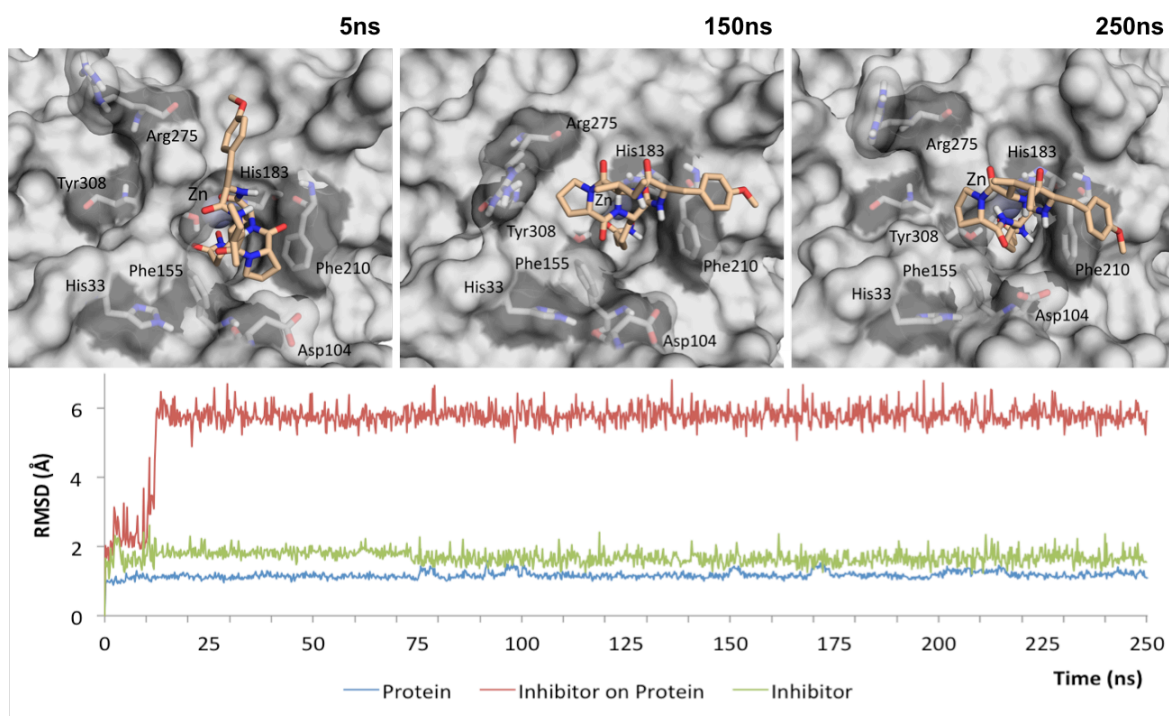 5ns
150ns
250ns
Arg275
Tyr308
Zn
His183
Phe155
His33
Phe210
Asp104
Arg275
His183
Zn
Tyr308
Phe155
His33
Phe210
Asp104
Arg275
His183
Zn
Tyr308
Phe155
His33
Phe210
Asp104
RMSD (Å)
6
4
2
0
0 25 50 75 100 125 150 175 200 225 250
Time (ns)
Protein Inhibitor on Protein Inhibitor